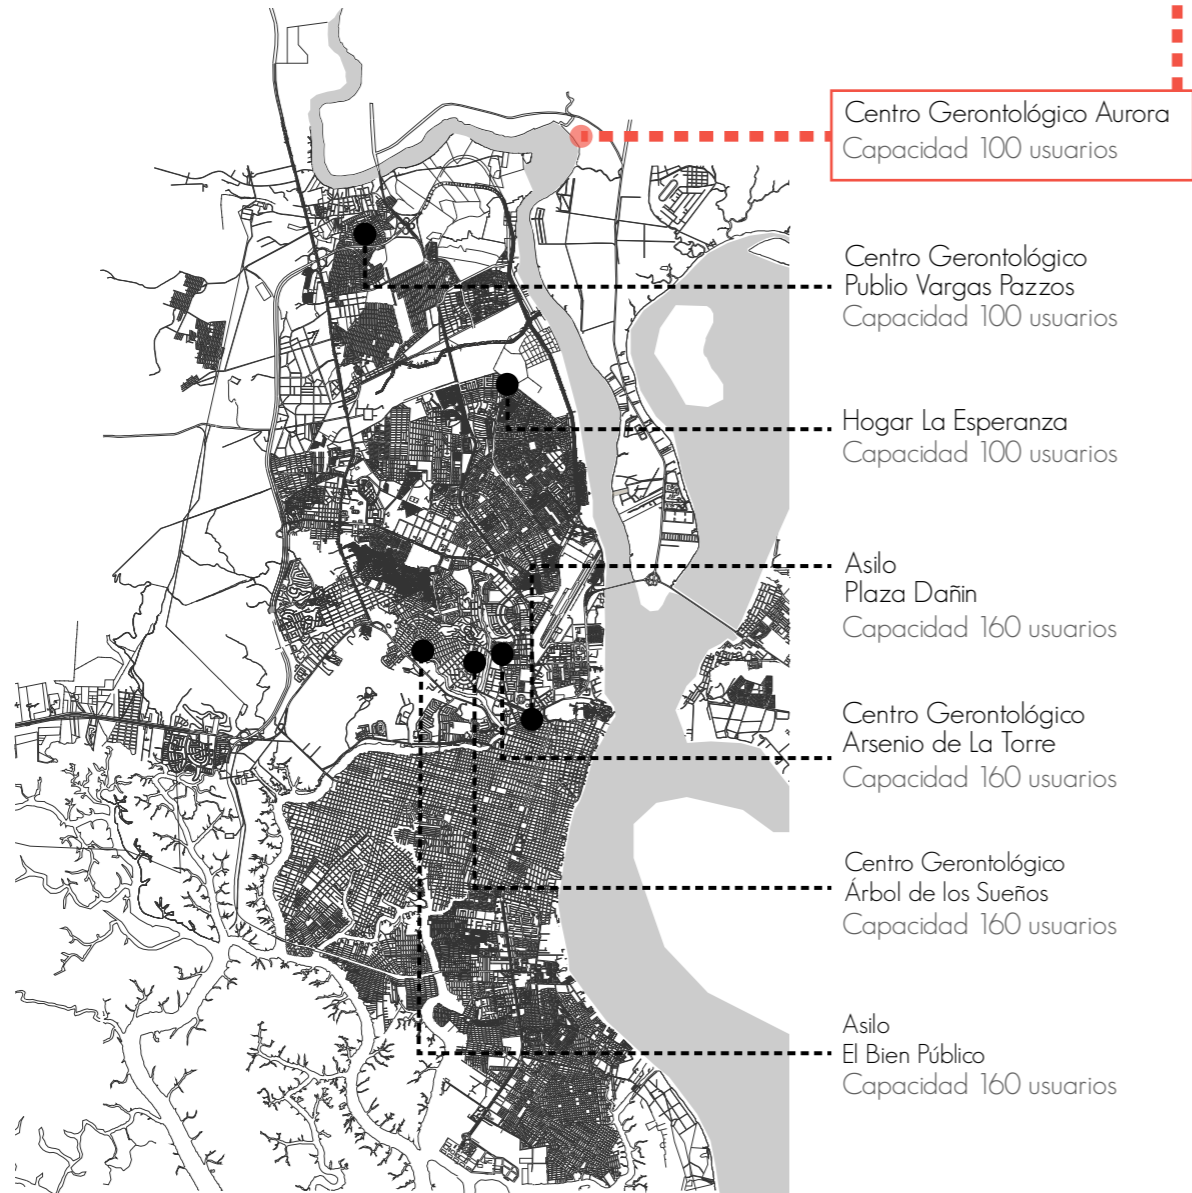 Centro Gerontológico Aurora
Capacidad 100 usuarios
Centro Gerontológico
Publio Vargas Pazzos
Capacidad 100 usuarios
Hogar La Esperanza
Capacidad 100 usuarios
Asilo
Plaza Dañin
Capacidad 160 usuarios
Centro Gerontológico
Arsenio de La Torre
Capacidad 160 usuarios
Centro Gerontológico
Árbol de los Sueños
Capacidad 160 usuarios
Asilo
El Bien Público
Capacidad 160 usuarios